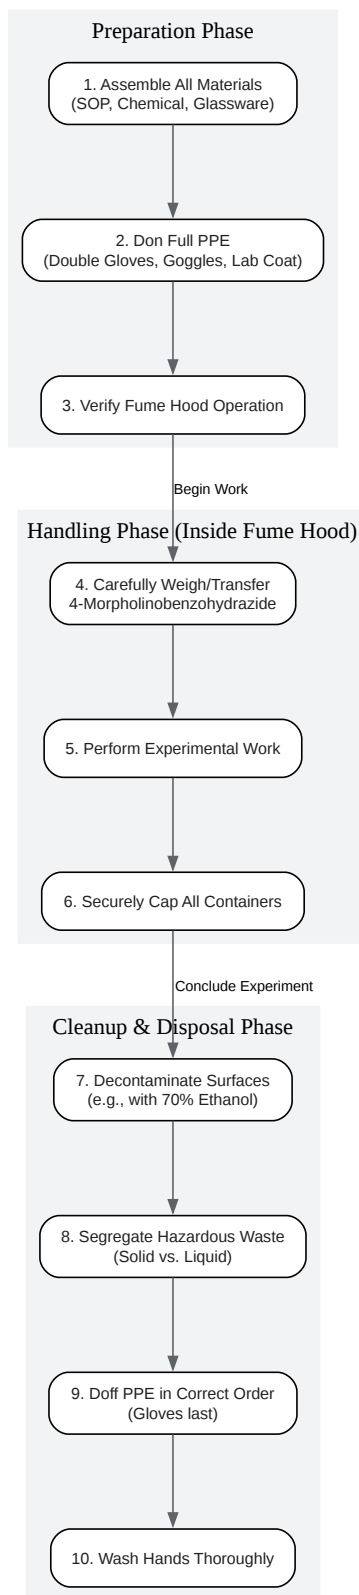 Preparation Phase
1. Assemble All Materials
(SOP, Chemical, Glassware)
2. Don Full PPE
(Double Gloves, Goggles, Lab Coat)
3. Verify Fume Hood Operation
Begin Work
Handling Phase (Inside Fume Hood)
4. Carefully Weigh/Transfer
4-Morpholinobenzohydrazide
5. Perform Experimental Work
6. Securely Cap All Containers
Conclude Experiment
Cleanup & Disposal Phase
7. Decontaminate Surfaces
(e.g., with 70% Ethanol)
8. Segregate Hazardous Waste
(Solid vs. Liquid)
9. Doff PPE in Correct Order
(Gloves last)
10. Wash Hands Thoroughly